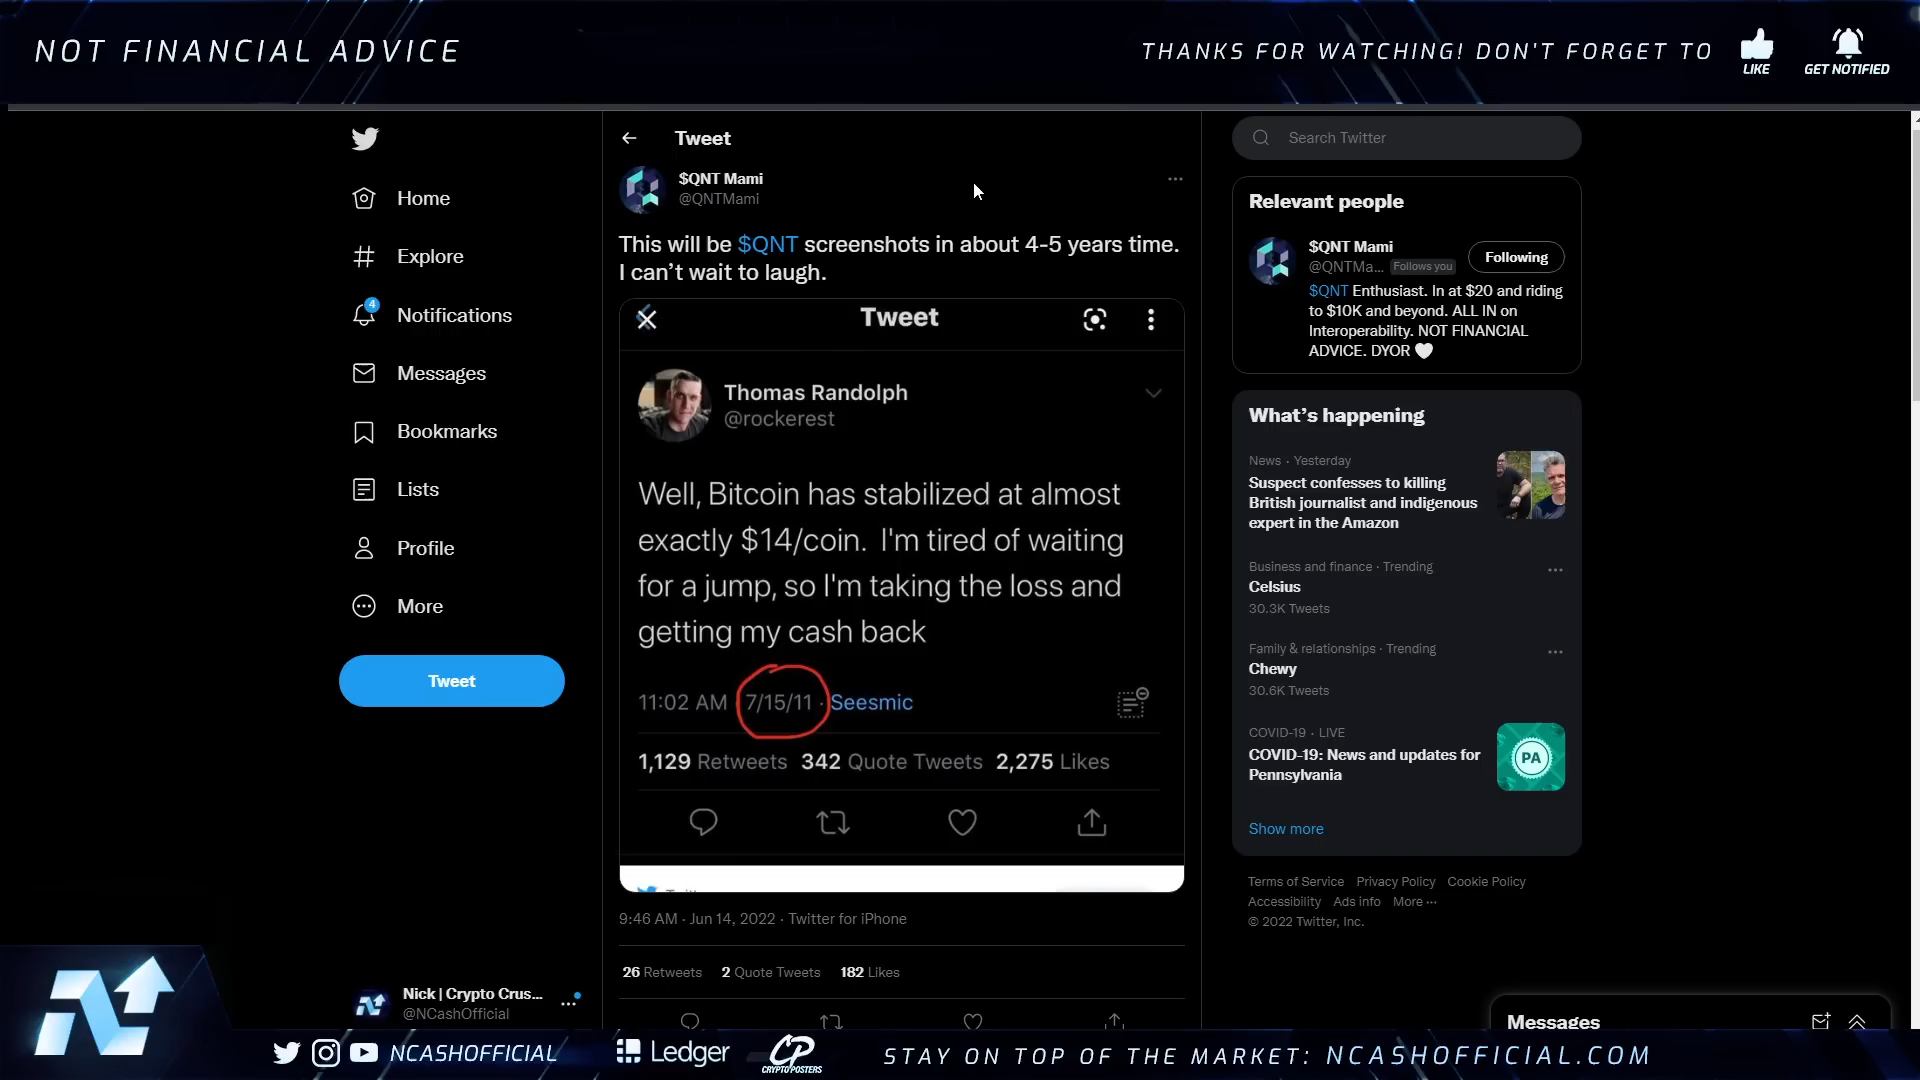 NOT FINANCIAL ADVICE
THANKS FOR WATCHING! DON'T FORGET TO
LIKE
GET NOTIFIED
Home
Explore
4
Notifications
Messages
Bookmarks
Lists
Profile
More
Tweet
Nick | Crypto Crus...
@NCashOfficial
Tweet
$QNT Mami
@QNTMami
This will be $QNT screenshots in about 4-5 years time.
I can't wait to laugh.
Tweet
Thomas Randolph
@rockerest
Well, Bitcoin has stabilized at almost
exactly $14/coin. I'm tired of waiting
for a jump, so I'm taking the loss and
getting my cash back
11:02 AM · 7/15/11 · Seesmic
1,129 Retweets 342 Quote Tweets 2,275 Likes
9:46 AM · Jun 14, 2022 · Twitter for iPhone
26 Retweets 2 Quote Tweets 182 Likes
Search Twitter
Relevant people
$QNT Mami
@QNTMa... Follows you
Following
$QNT Enthusiast. In at $20 and riding
to $10K and beyond. ALL IN on
Interoperability. NOT FINANCIAL
ADVICE. DYOR 🤍
What's happening
News · Yesterday
Suspect confesses to killing
British journalist and indigenous
expert in the Amazon
Business and finance · Trending
Celsius
30.3K Tweets
Family & relationships · Trending
Chewy
30.6K Tweets
COVID-19 · LIVE
COVID-19: News and updates for
Pennsylvania
PA
Show more
Terms of Service Privacy Policy Cookie Policy
Accessibility Ads info More ···
© 2022 Twitter, Inc.
Messages
NCASHOFFICIAL
Ledger
CP
CRYPTO POSTERS
STAY ON TOP OF THE MARKET: NCASHOFFICIAL.COM